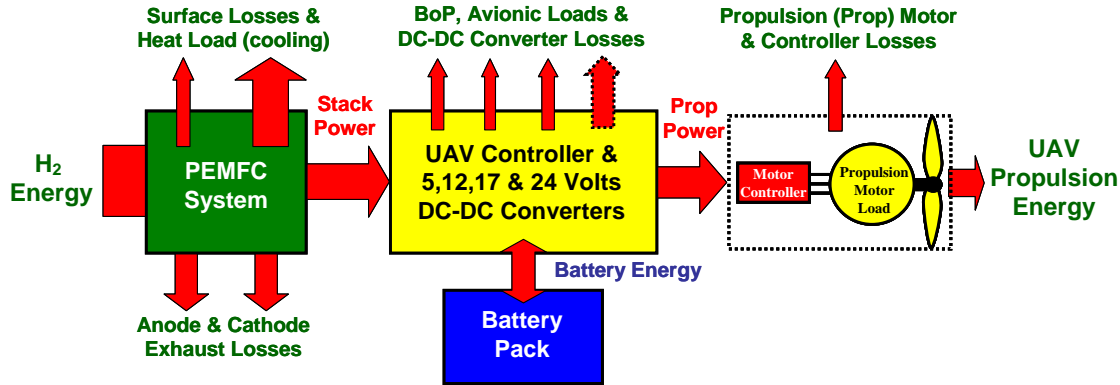 Surface Losses &
Heat Load (cooling)
BoP, Avionic Loads &
DC-DC Converter Losses
Propulsion (Prop) Motor
& Controller Losses
H2
Energy
PEMFC
System
Stack
Power
UAV Controller &
5,12,17 & 24 Volts
DC-DC Converters
Prop
Power
Motor
Controller
Propulsion
Motor
Load
UAV
Propulsion
Energy
Anode & Cathode
Exhaust Losses
Battery Energy
Battery
Pack